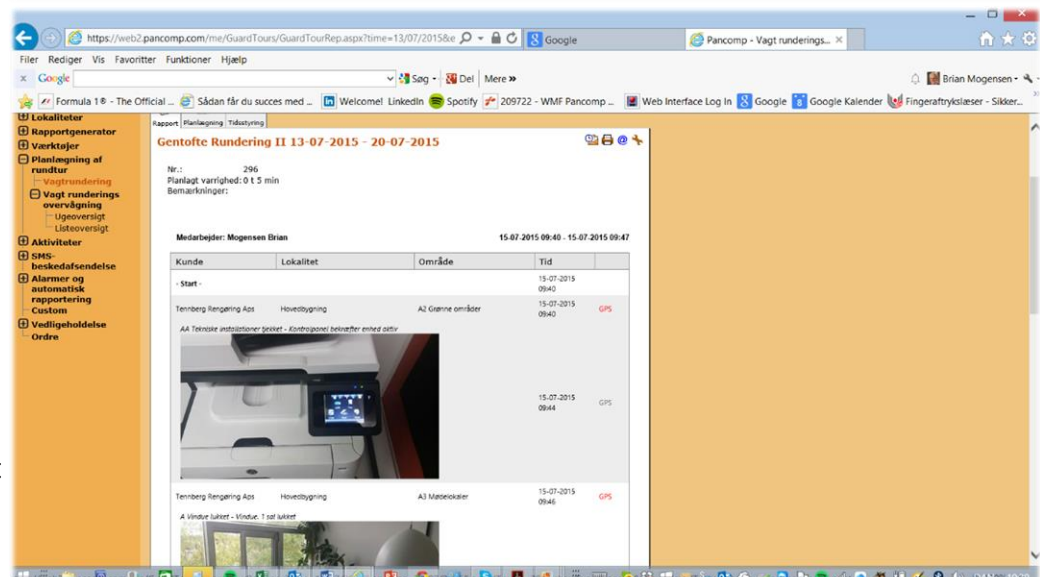 https://web2.pancomp.com/me/GuardTours/GuardTourRep.aspx?time=13/07/2015&e
Google
Pancomp - Vagt runderings...
Filer Rediger Vis Favoritter Funktioner Hjælp
x Google
Søg
Del
Mere »
Brian Mogensen
Formula 1® - The Official ...
Sådan får du succes med ...
Welcome! LinkedIn
Spotify
209722 - WMF Pancomp ...
Web Interface Log In
Google
Google Kalender
Fingeraftrykslæser - Sikker...
Lokaliteter
Rapportgenerator
Værktøjer
Planlægning af
rundtur
Vagtrundering
Vagt runderings
overvågning
Ugeoversigt
Listeoversigt
Aktiviteter
SMS-
beskedafsendelse
Alarmer og
automatisk
rapportering
Custom
Vedligeholdelse
Ordre
Rapport Planlægning Tidsstyring
Gentofte Rundering II 13-07-2015 - 20-07-2015
Nr.: 296
Planlagt varrighed: 0 t 5 min
Bemærkninger:
Medarbejder: Mogensen Brian 15-07-2015 09:40 - 15-07-2015 09:47
Kunde Lokalitet Område Tid
- Start - 15-07-2015
09:40
Tennberg Rengøring Aps Hovedbygning A2 Grønne områder 15-07-2015
09:40 GPS
AA Tekniske installationer tjekket - Kontrolpanel bekræfter enhed aktiv
15-07-2015
09:44 GPS
Tennberg Rengøring Aps Hovedbygning A3 Mødelokaler 15-07-2015
09:46 GPS
A Vindue lukket - Vindue. 1 sal lukket